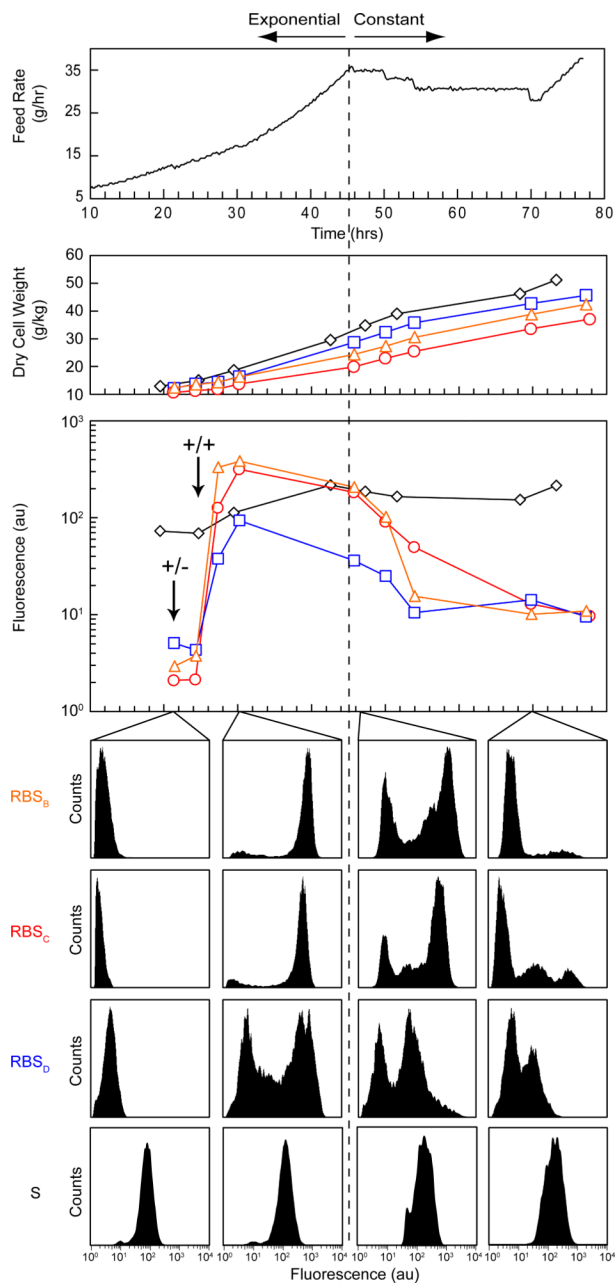 Exponential Constant
Feed Rate
(g/hr)
35
25
15
5
10 20 30 40 50 60 70 80
Time (hrs)
Dry Cell Weight
(g/kg)
60
50
40
30
20
10
Fluorescence (au)
10³
10²
10¹
10⁰
+/+
+/-
RBS_B
Counts
RBS_C
Counts
RBS_D
Counts
S
Counts
10⁰ 10¹ 10² 10³ 10⁴ 10⁰ 10¹ 10² 10³ 10⁴ 10⁰ 10¹ 10² 10³ 10⁴ 10⁰ 10¹ 10² 10³ 10⁴
Fluorescence (au)